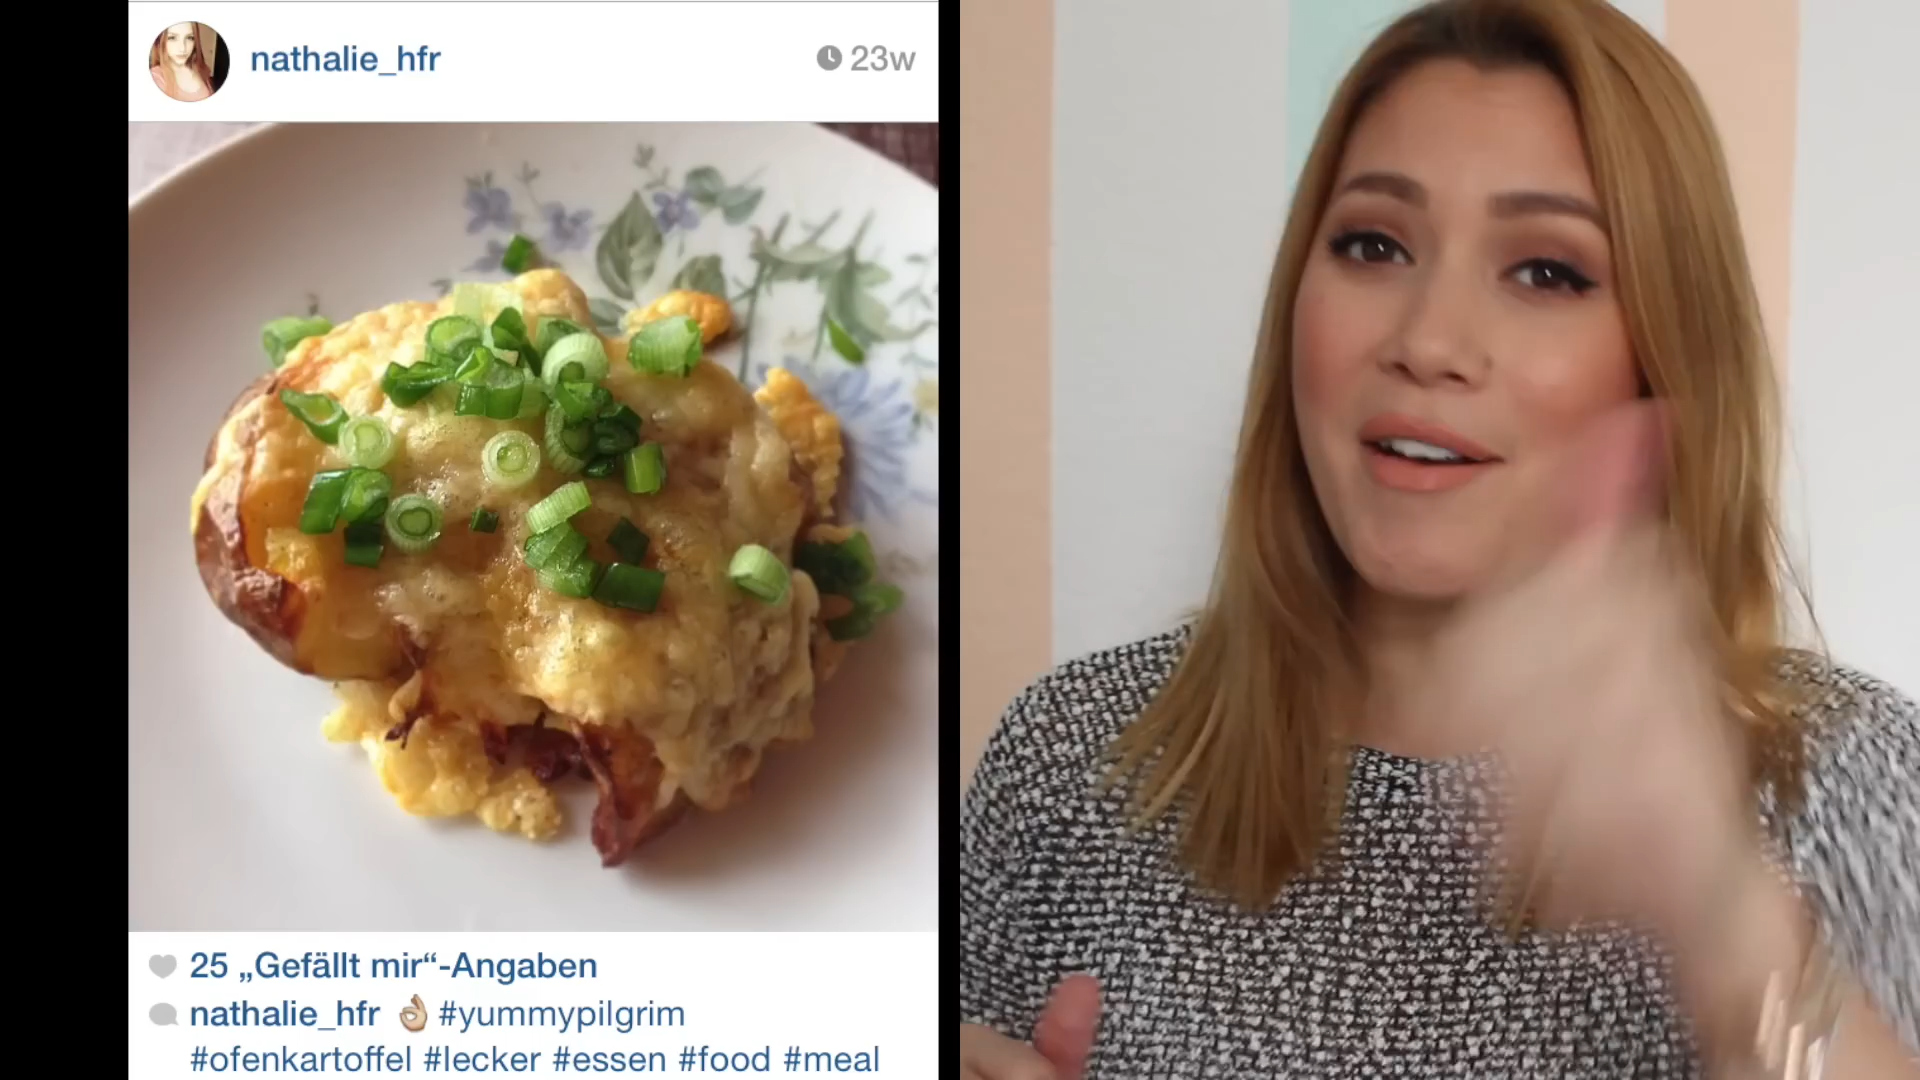 nathalie_hfr 23w
25 „Gefällt mir“-Angaben
nathalie_hfr 👌🏼 #yummypilgrim
#ofenkartoffel #lecker #essen #food #meal